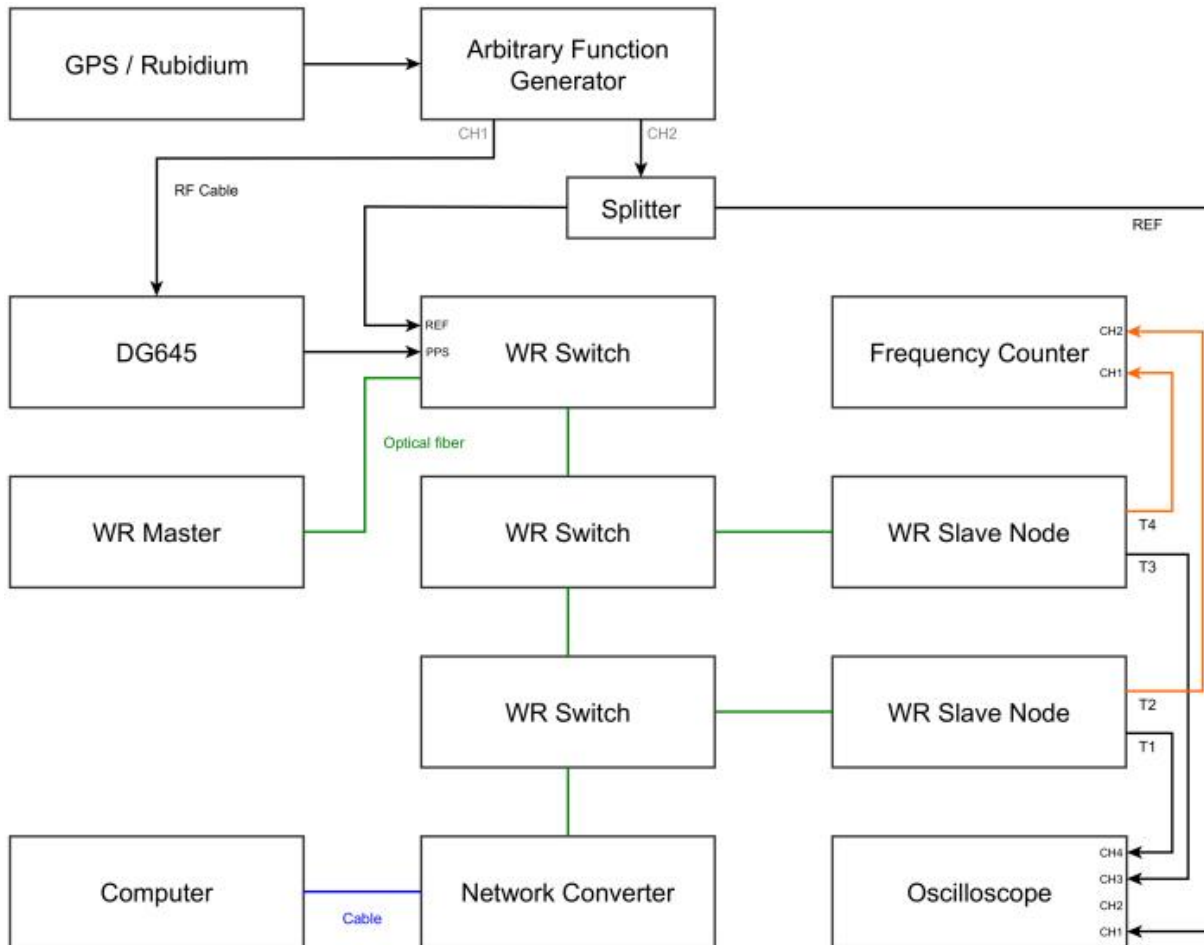 GPS / Rubidium
Arbitrary Function
Generator
CH1
CH2
RF Cable
Splitter
REF
DG645
REF
PPS
WR Switch
Frequency Counter
CH2
CH1
Optical fiber
WR Master
WR Switch
WR Slave Node
T4
T3
WR Switch
WR Slave Node
T2
T1
Computer
Cable
Network Converter
Oscilloscope
CH4
CH3
CH2
CH1